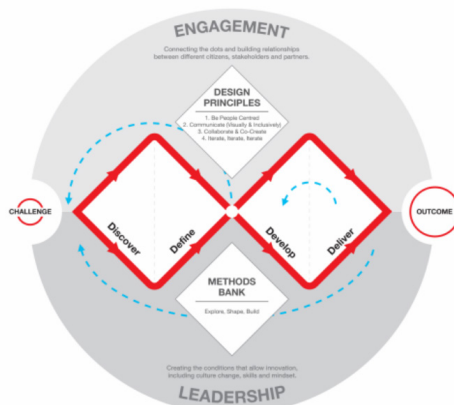 ENGAGEMENT
Connecting the dots and building relationships
between different citizens, stakeholders and partners.
DESIGN
PRINCIPLES
1. Be People Centred
2. Communicate (Visually & Inclusively)
3. Collaborate & Co-Create
4. Iterate, Iterate, Iterate
CHALLENGE
Discover
Define
Develop
Deliver
OUTCOME
METHODS
BANK
Explore, Shape, Build
Creating the conditions that allow innovation,
including culture change, skills and mindset.
LEADERSHIP